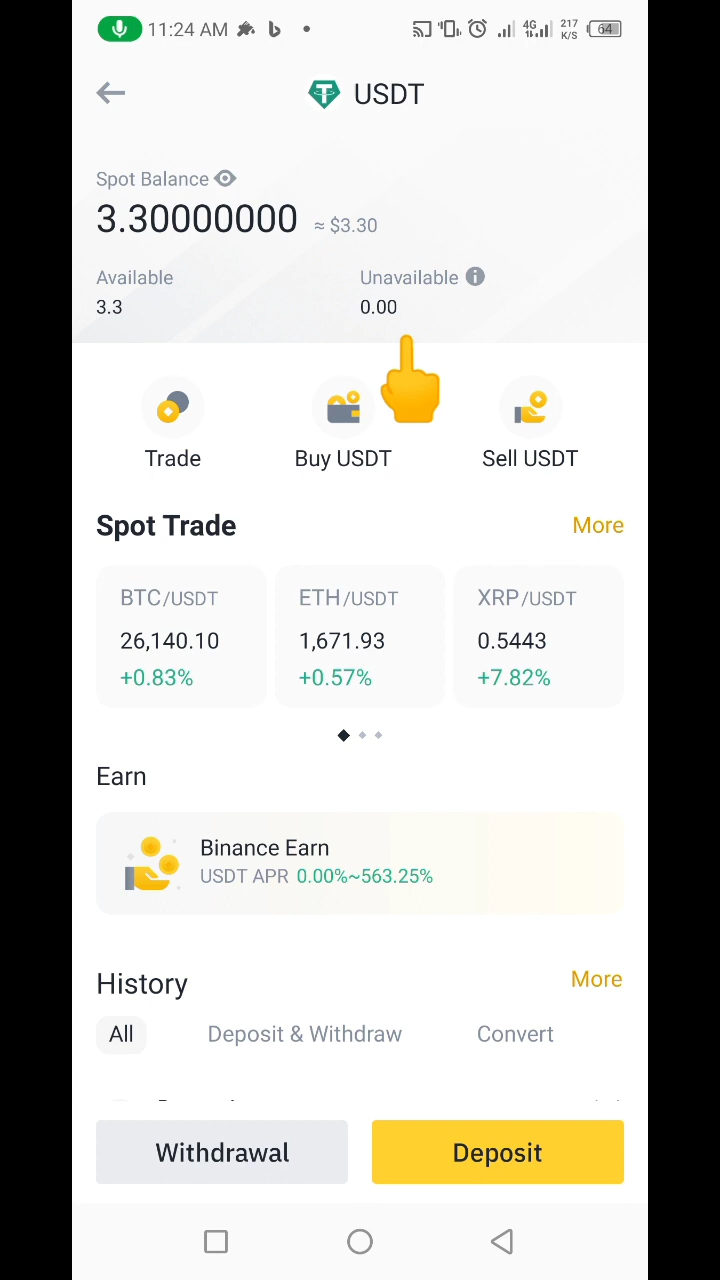 11:24 AM 4G 217 K/S 64
USDT
Spot Balance
3.30000000 ≈ $3.30
Available Unavailable
3.3 0.00
Trade Buy USDT Sell USDT
Spot Trade More
BTC/USDT ETH/USDT XRP/USDT
26,140.10 1,671.93 0.5443
+0.83% +0.57% +7.82%
Earn
Binance Earn
USDT APR 0.00%~563.25%
History More
All Deposit & Withdraw Convert
Withdrawal Deposit